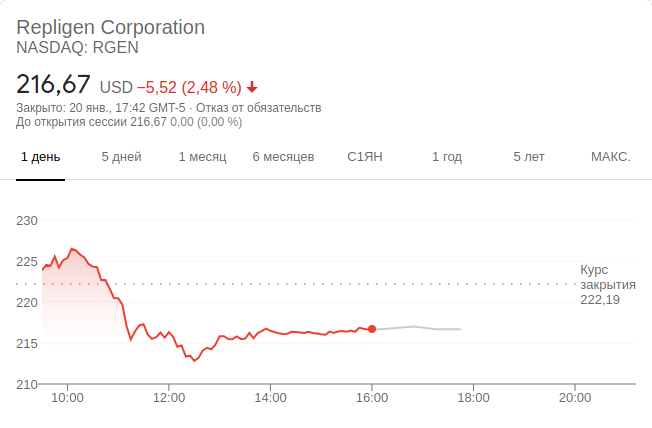 Repligen Corporation
NASDAQ: RGEN
216,67 USD −5,52 (2,48 %)
Закрыто: 20 янв., 17:42 GMT-5 · Отказ от обязательств
До открытия сессии 216,67 0,00 (0,00 %)
1 день 5 дней 1 месяц 6 месяцев С1ЯН 1 год 5 лет МАКС.
230
225
220
215
210
Курс
закрытия
222,19
10:00 12:00 14:00 16:00 18:00 20:00